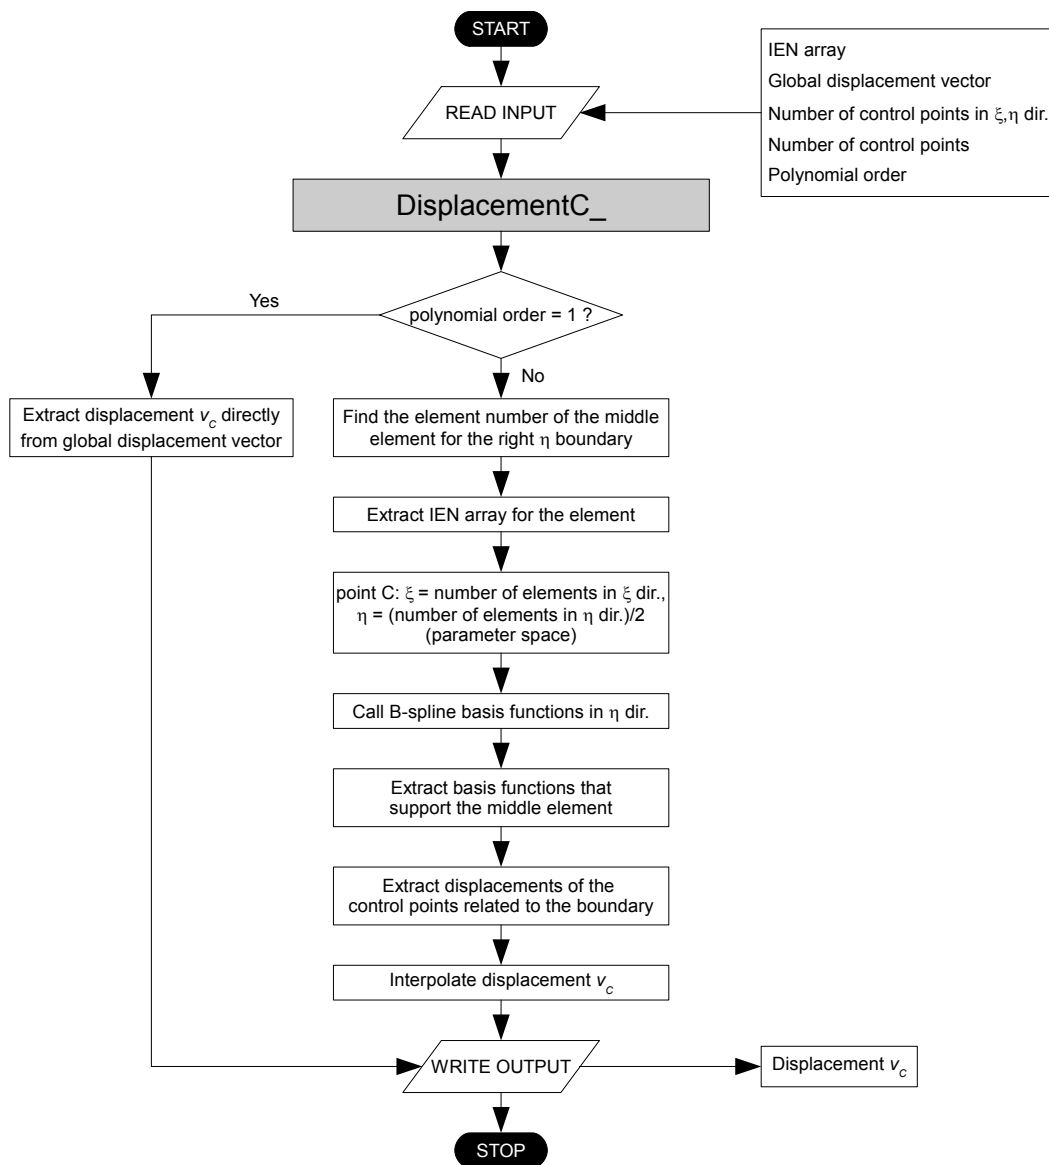 START
READ INPUT
IEN array
Global displacement vector
Number of control points in ξ,η dir.
Number of control points
Polynomial order
DisplacementC_
polynomial order = 1 ?
Yes
No
Extract displacement v_C directly
from global displacement vector
Find the element number of the middle
element for the right η boundary
Extract IEN array for the element
point C: ξ = number of elements in ξ dir.,
η = (number of elements in η dir.)/2
(parameter space)
Call B-spline basis functions in η dir.
Extract basis functions that
support the middle element
Extract displacements of the
control points related to the boundary
Interpolate displacement v_C
WRITE OUTPUT
Displacement v_C
STOP